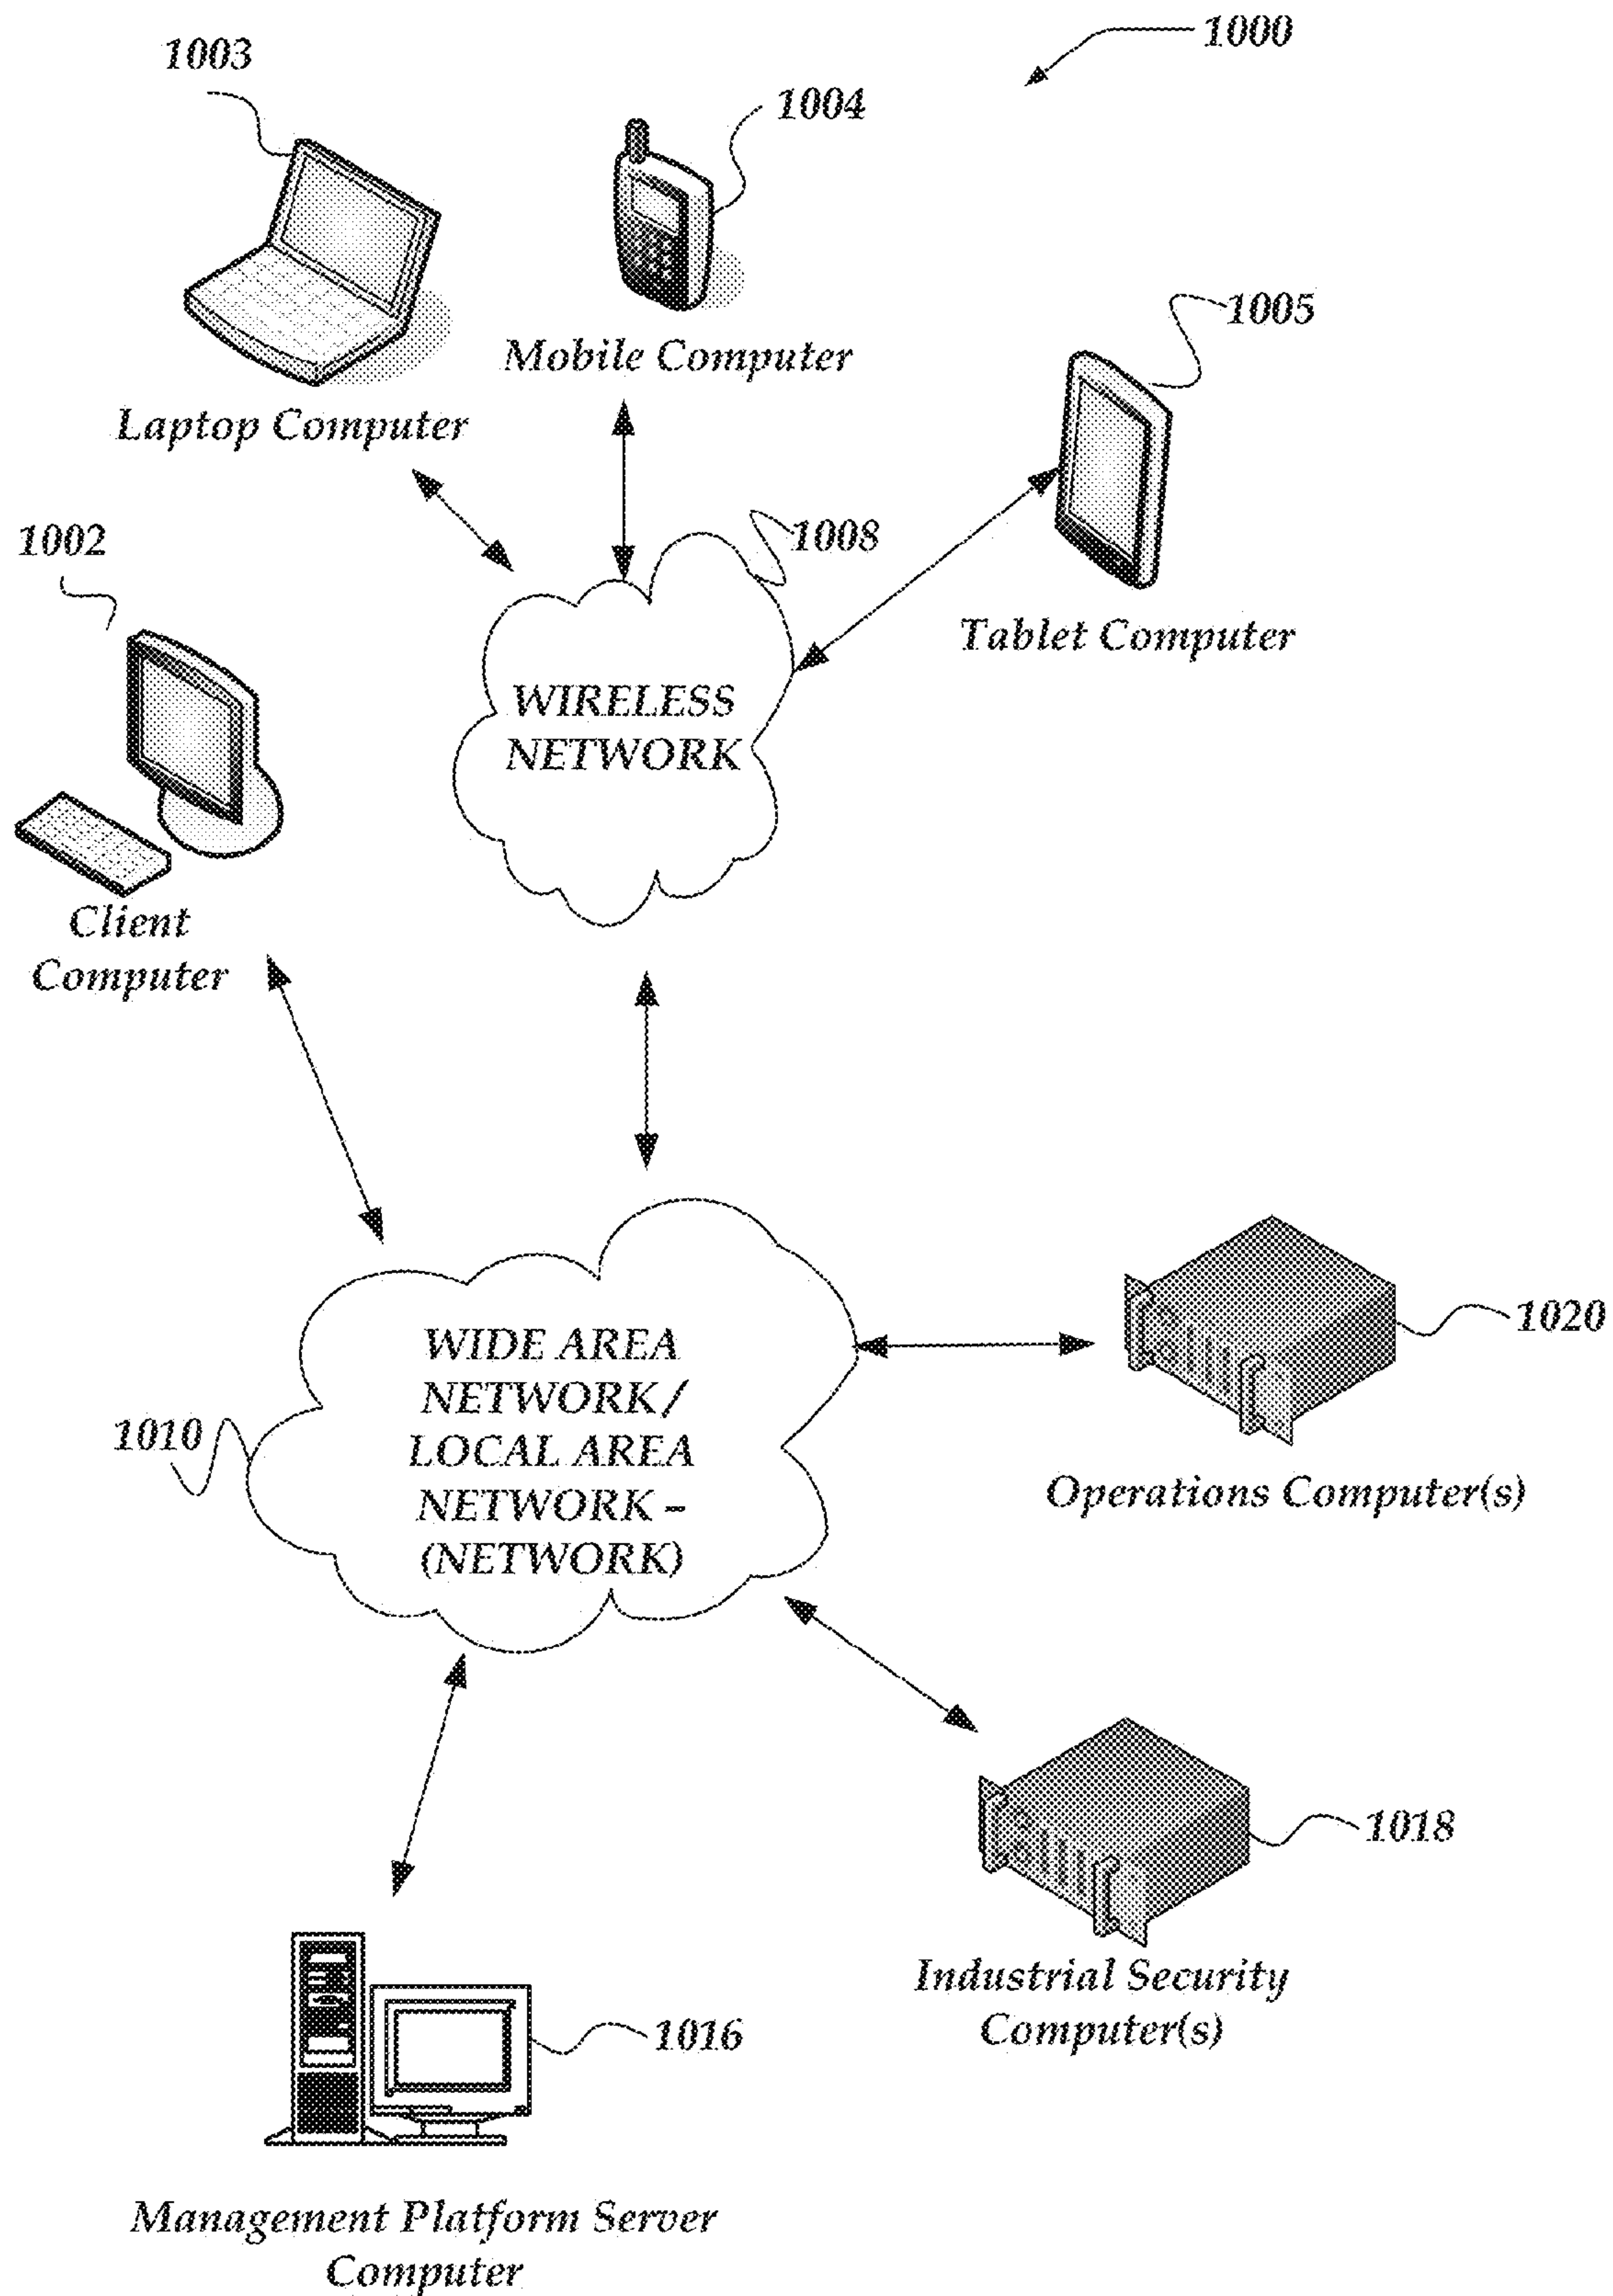 1000
1003
1004
Mobile Computer
1005
Laptop Computer
1002
1008
Tablet Computer
WIRELESS
NETWORK
Client
Computer
WIDE AREA
NETWORK /
LOCAL AREA
NETWORK –
(NETWORK)
1010
1020
Operations Computer(s)
1018
Industrial Security
Computer(s)
1016
Management Platform Server
Computer